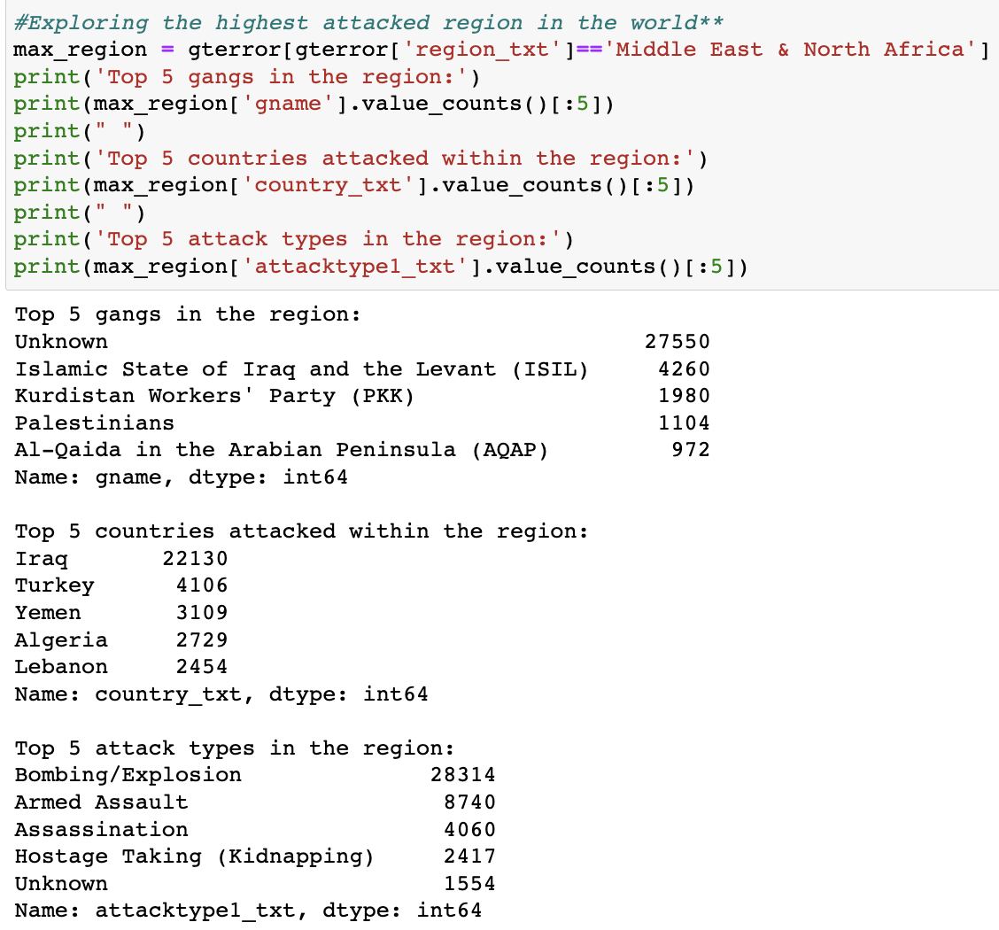 #Exploring the highest attacked region in the world**
max_region = gterror[gterror['region_txt']=='Middle East & North Africa']
print('Top 5 gangs in the region:')
print(max_region['gname'].value_counts()[:5])
print(" ")
print('Top 5 countries attacked within the region:')
print(max_region['country_txt'].value_counts()[:5])
print(" ")
print('Top 5 attack types in the region:')
print(max_region['attacktype1_txt'].value_counts()[:5])
Top 5 gangs in the region:
Unknown 27550
Islamic State of Iraq and the Levant (ISIL) 4260
Kurdistan Workers' Party (PKK) 1980
Palestinians 1104
Al-Qaida in the Arabian Peninsula (AQAP) 972
Name: gname, dtype: int64
Top 5 countries attacked within the region:
Iraq 22130
Turkey 4106
Yemen 3109
Algeria 2729
Lebanon 2454
Name: country_txt, dtype: int64
Top 5 attack types in the region:
Bombing/Explosion 28314
Armed Assault 8740
Assassination 4060
Hostage Taking (Kidnapping) 2417
Unknown 1554
Name: attacktype1_txt, dtype: int64